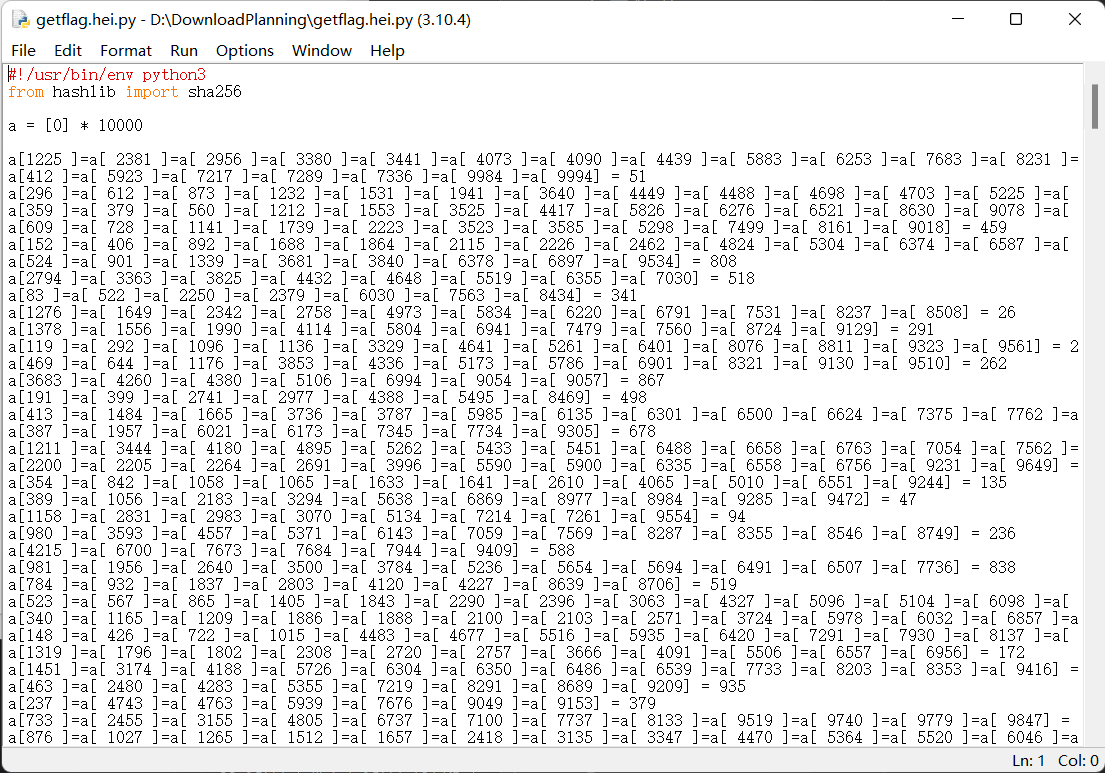 getflag.hei.py - D:\DownloadPlanning\getflag.hei.py (3.10.4)
File Edit Format Run Options Window Help
#!/usr/bin/env python3
from hashlib import sha256
a = [0] * 10000
a[1225 ]=a[ 2381 ]=a[ 2956 ]=a[ 3380 ]=a[ 3441 ]=a[ 4073 ]=a[ 4090 ]=a[ 4439 ]=a[ 5883 ]=a[ 6253 ]=a[ 7683 ]=a[ 8231 ]=
a[412 ]=a[ 5923 ]=a[ 7217 ]=a[ 7289 ]=a[ 7336 ]=a[ 9984 ]=a[ 9994] = 51
a[296 ]=a[ 612 ]=a[ 873 ]=a[ 1232 ]=a[ 1531 ]=a[ 1941 ]=a[ 3640 ]=a[ 4449 ]=a[ 4488 ]=a[ 4698 ]=a[ 4703 ]=a[ 5225 ]=a[
a[359 ]=a[ 379 ]=a[ 560 ]=a[ 1212 ]=a[ 1553 ]=a[ 3525 ]=a[ 4417 ]=a[ 5826 ]=a[ 6276 ]=a[ 6521 ]=a[ 8630 ]=a[ 9078 ]=a[
a[609 ]=a[ 728 ]=a[ 1141 ]=a[ 1739 ]=a[ 2223 ]=a[ 3523 ]=a[ 3585 ]=a[ 5298 ]=a[ 7499 ]=a[ 8161 ]=a[ 9018] = 459
a[152 ]=a[ 406 ]=a[ 892 ]=a[ 1688 ]=a[ 1864 ]=a[ 2115 ]=a[ 2226 ]=a[ 2462 ]=a[ 4824 ]=a[ 5304 ]=a[ 6374 ]=a[ 6587 ]=a[
a[524 ]=a[ 901 ]=a[ 1339 ]=a[ 3681 ]=a[ 3840 ]=a[ 6378 ]=a[ 6897 ]=a[ 9534] = 808
a[2794 ]=a[ 3363 ]=a[ 3825 ]=a[ 4432 ]=a[ 4648 ]=a[ 5519 ]=a[ 6355 ]=a[ 7030] = 518
a[83 ]=a[ 522 ]=a[ 2250 ]=a[ 2379 ]=a[ 6030 ]=a[ 7563 ]=a[ 8434] = 341
a[1276 ]=a[ 1649 ]=a[ 2342 ]=a[ 2758 ]=a[ 4973 ]=a[ 5834 ]=a[ 6220 ]=a[ 6791 ]=a[ 7531 ]=a[ 8237 ]=a[ 8508] = 26
a[1378 ]=a[ 1556 ]=a[ 1990 ]=a[ 4114 ]=a[ 5804 ]=a[ 6941 ]=a[ 7479 ]=a[ 7560 ]=a[ 8724 ]=a[ 9129] = 291
a[119 ]=a[ 292 ]=a[ 1096 ]=a[ 1136 ]=a[ 3329 ]=a[ 4641 ]=a[ 5261 ]=a[ 6401 ]=a[ 8076 ]=a[ 8811 ]=a[ 9323 ]=a[ 9561] = 2
a[469 ]=a[ 644 ]=a[ 1176 ]=a[ 3853 ]=a[ 4336 ]=a[ 5173 ]=a[ 5786 ]=a[ 6901 ]=a[ 8321 ]=a[ 9130 ]=a[ 9510] = 262
a[3683 ]=a[ 4260 ]=a[ 4380 ]=a[ 5106 ]=a[ 6994 ]=a[ 9054 ]=a[ 9057] = 867
a[191 ]=a[ 399 ]=a[ 2741 ]=a[ 2977 ]=a[ 4388 ]=a[ 5495 ]=a[ 8469] = 498
a[413 ]=a[ 1484 ]=a[ 1665 ]=a[ 3736 ]=a[ 3787 ]=a[ 5985 ]=a[ 6135 ]=a[ 6301 ]=a[ 6500 ]=a[ 6624 ]=a[ 7375 ]=a[ 7762 ]=a
a[387 ]=a[ 1957 ]=a[ 6021 ]=a[ 6173 ]=a[ 7345 ]=a[ 7734 ]=a[ 9305] = 678
a[1211 ]=a[ 3444 ]=a[ 4180 ]=a[ 4895 ]=a[ 5262 ]=a[ 5433 ]=a[ 5451 ]=a[ 6488 ]=a[ 6658 ]=a[ 6763 ]=a[ 7054 ]=a[ 7562 ]=
a[2200 ]=a[ 2205 ]=a[ 2264 ]=a[ 2691 ]=a[ 3996 ]=a[ 5590 ]=a[ 5900 ]=a[ 6335 ]=a[ 6558 ]=a[ 6756 ]=a[ 9231 ]=a[ 9649] =
a[354 ]=a[ 842 ]=a[ 1058 ]=a[ 1065 ]=a[ 1633 ]=a[ 1641 ]=a[ 2610 ]=a[ 4065 ]=a[ 5010 ]=a[ 6551 ]=a[ 9244] = 135
a[389 ]=a[ 1056 ]=a[ 2183 ]=a[ 3294 ]=a[ 5638 ]=a[ 6869 ]=a[ 8977 ]=a[ 8984 ]=a[ 9285 ]=a[ 9472] = 47
a[1158 ]=a[ 2831 ]=a[ 2983 ]=a[ 3070 ]=a[ 5134 ]=a[ 7214 ]=a[ 7261 ]=a[ 9554] = 94
a[980 ]=a[ 3593 ]=a[ 4557 ]=a[ 5371 ]=a[ 6143 ]=a[ 7059 ]=a[ 7569 ]=a[ 8287 ]=a[ 8355 ]=a[ 8546 ]=a[ 8749] = 236
a[4215 ]=a[ 6700 ]=a[ 7673 ]=a[ 7684 ]=a[ 7944 ]=a[ 9409] = 588
a[981 ]=a[ 1956 ]=a[ 2640 ]=a[ 3500 ]=a[ 3784 ]=a[ 5236 ]=a[ 5654 ]=a[ 5694 ]=a[ 6491 ]=a[ 6507 ]=a[ 7736] = 838
a[784 ]=a[ 932 ]=a[ 1837 ]=a[ 2803 ]=a[ 4120 ]=a[ 4227 ]=a[ 8639 ]=a[ 8706] = 519
a[523 ]=a[ 567 ]=a[ 865 ]=a[ 1405 ]=a[ 1843 ]=a[ 2290 ]=a[ 2396 ]=a[ 3063 ]=a[ 4327 ]=a[ 5096 ]=a[ 5104 ]=a[ 6098 ]=a[
a[340 ]=a[ 1165 ]=a[ 1209 ]=a[ 1886 ]=a[ 1888 ]=a[ 2100 ]=a[ 2103 ]=a[ 2571 ]=a[ 3724 ]=a[ 5978 ]=a[ 6032 ]=a[ 6857 ]=a
a[148 ]=a[ 426 ]=a[ 722 ]=a[ 1015 ]=a[ 4483 ]=a[ 4677 ]=a[ 5516 ]=a[ 5935 ]=a[ 6420 ]=a[ 7291 ]=a[ 7930 ]=a[ 8137 ]=a[
a[1319 ]=a[ 1796 ]=a[ 1802 ]=a[ 2308 ]=a[ 2720 ]=a[ 2757 ]=a[ 3666 ]=a[ 4091 ]=a[ 5506 ]=a[ 6557 ]=a[ 6956] = 172
a[1451 ]=a[ 3174 ]=a[ 4188 ]=a[ 5726 ]=a[ 6304 ]=a[ 6350 ]=a[ 6486 ]=a[ 6539 ]=a[ 7733 ]=a[ 8203 ]=a[ 8353 ]=a[ 9416] =
a[463 ]=a[ 2480 ]=a[ 4283 ]=a[ 5355 ]=a[ 7219 ]=a[ 8291 ]=a[ 8689 ]=a[ 9209] = 935
a[237 ]=a[ 4743 ]=a[ 4763 ]=a[ 5939 ]=a[ 7676 ]=a[ 9049 ]=a[ 9153] = 379
a[733 ]=a[ 2455 ]=a[ 3155 ]=a[ 4805 ]=a[ 6737 ]=a[ 7100 ]=a[ 7737 ]=a[ 8133 ]=a[ 9519 ]=a[ 9740 ]=a[ 9779 ]=a[ 9847] =
a[876 ]=a[ 1027 ]=a[ 1265 ]=a[ 1512 ]=a[ 1657 ]=a[ 2418 ]=a[ 3135 ]=a[ 3347 ]=a[ 4470 ]=a[ 5364 ]=a[ 5520 ]=a[ 6046 ]=a
Ln: 1 Col: 0